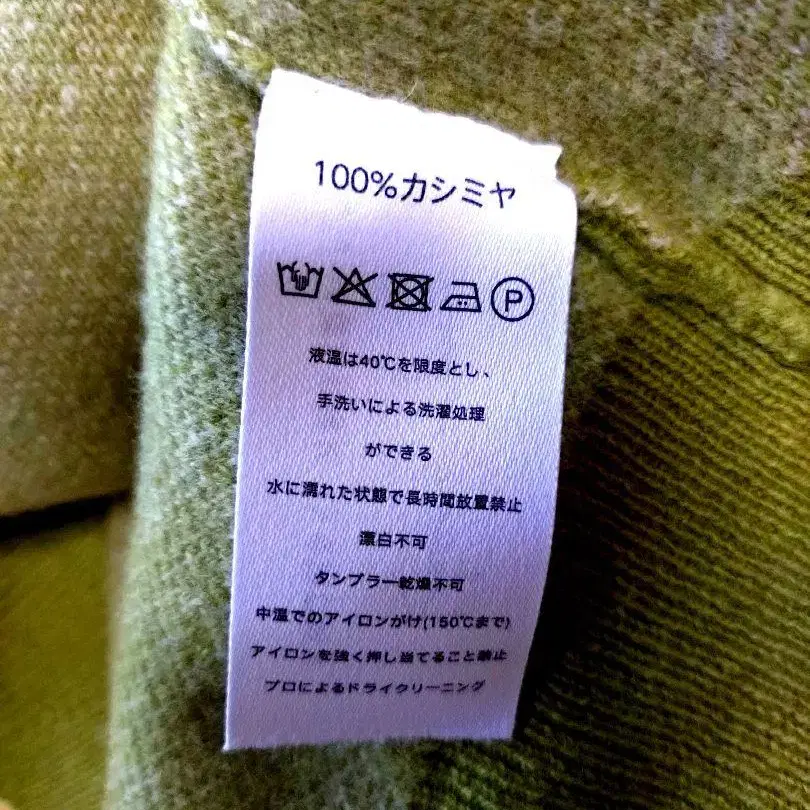 100%カシミヤ
P
液温は40℃を限度とし、
手洗いによる洗濯処理
ができる
水に濡れた状態で長時間放置禁止
漂白不可
タンブラー乾燥不可
中温でのアイロンがけ(150℃まで)
アイロンを強く押し当てること禁止
プロによるドライクリーニング